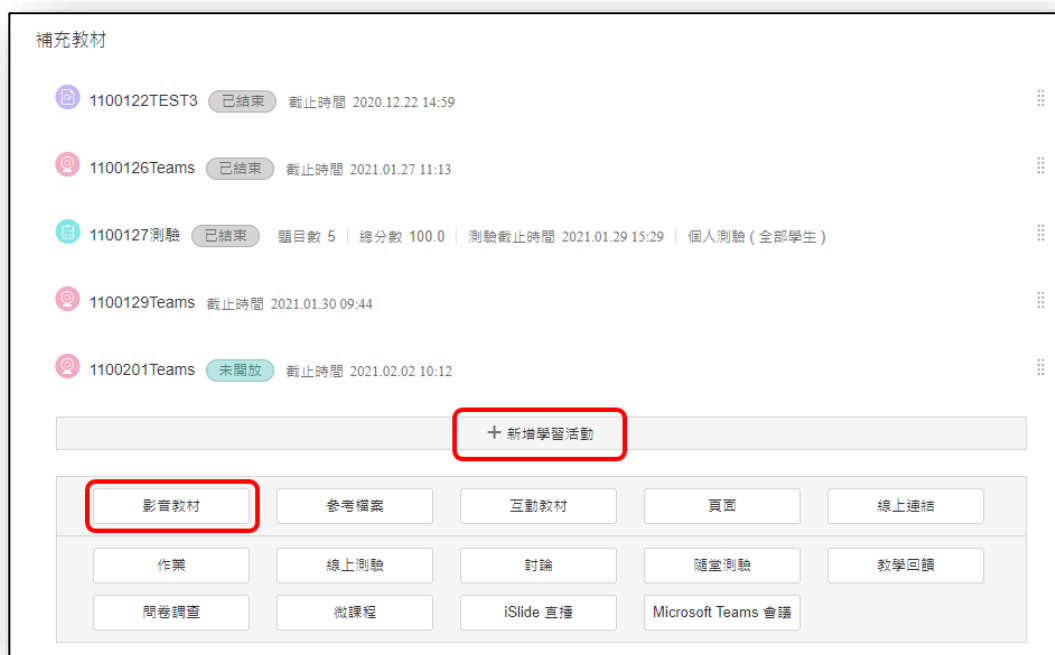 補充教材
1100122TEST3 已結束 截止時間 2020.12.22 14:59
1100126Teams 已結束 截止時間 2021.01.27 11:13
1100127測驗 已結束 題目數 5 總分數 100.0 測驗截止時間 2021.01.29 15:29 個人測驗 ( 全部學生 )
1100129Teams 截止時間 2021.01.30 09:44
1100201Teams 未開放 截止時間 2021.02.02 10:12
+ 新增學習活動
影音教材 參考檔案 互動教材 頁面 線上連結
作業 線上測驗 討論 隨堂測驗 教學回饋
問卷調查 微課程 iSlide 直播 Microsoft Teams 會議